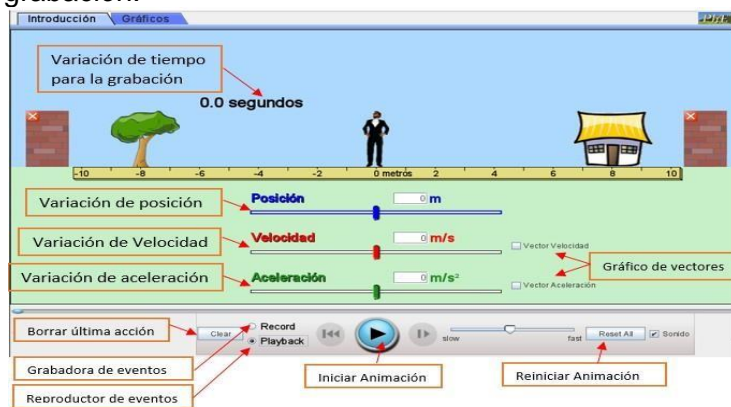 grabación.
Introducción Gráficos
Variación de tiempo
para la grabación
0.0 segundos
-10 -8 -6 -4 -2 0 metros 2 4 6 8 10
Variación de posición
Posición 0 m
Variación de Velocidad
Velocidad 0 m/s
Vector Velocidad
Gráfico de vectores
Variación de aceleración
Aceleración 0 m/s²
Vector Aceleración
Borrar última acción
Clear
Record
Playback
slow fast
Reset All
Sonido
Grabadora de eventos
Iniciar Animación
Reiniciar Animación
Reproductor de eventos